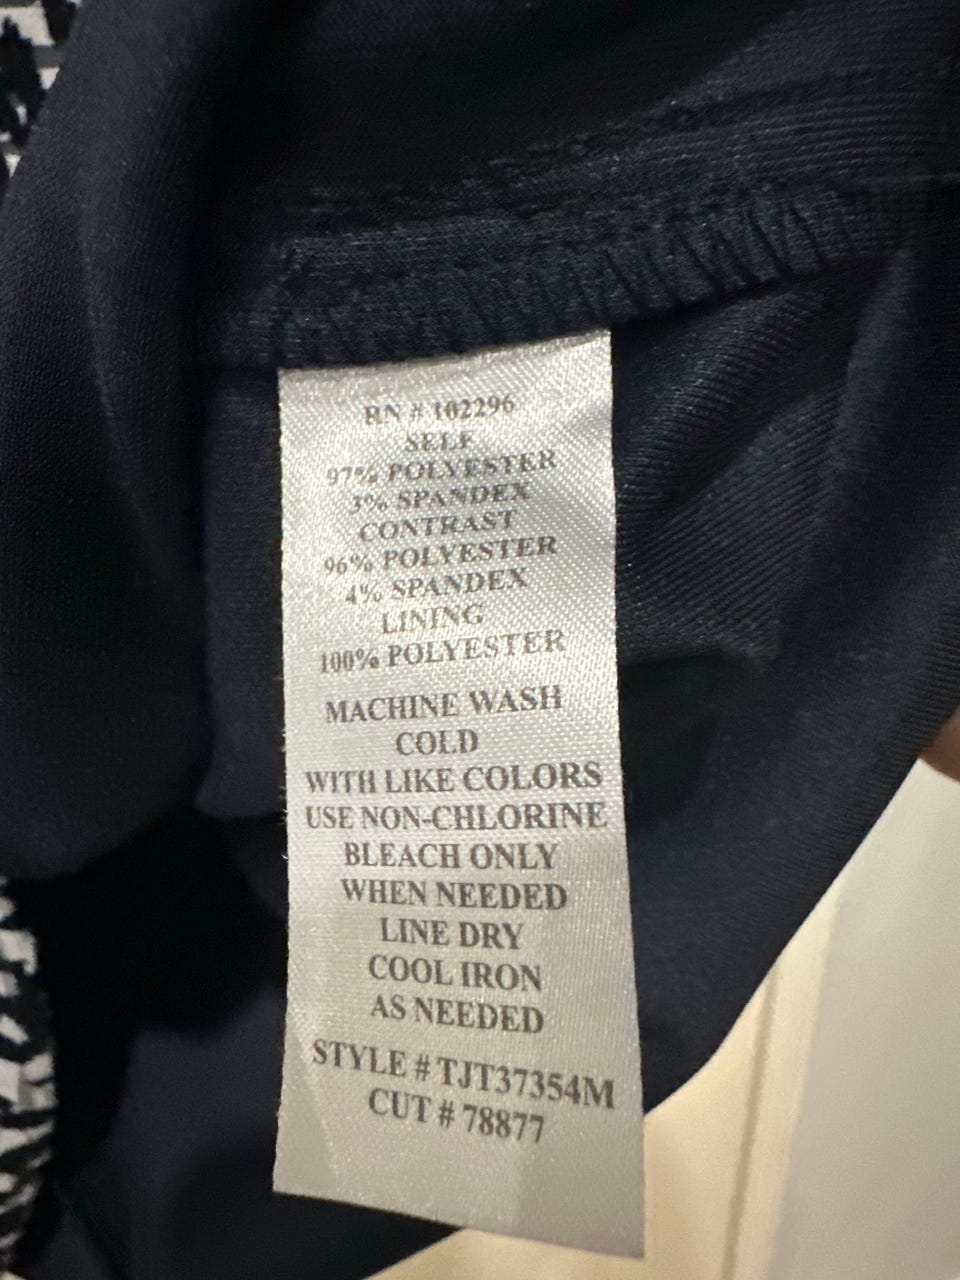 RN # 102296
SELF
97% POLYESTER
3% SPANDEX
CONTRAST
96% POLYESTER
4% SPANDEX
LINING
100% POLYESTER
MACHINE WASH
COLD
WITH LIKE COLORS
USE NON-CHLORINE
BLEACH ONLY
WHEN NEEDED
LINE DRY
COOL IRON
AS NEEDED
STYLE # TJT37354M
CUT # 78877